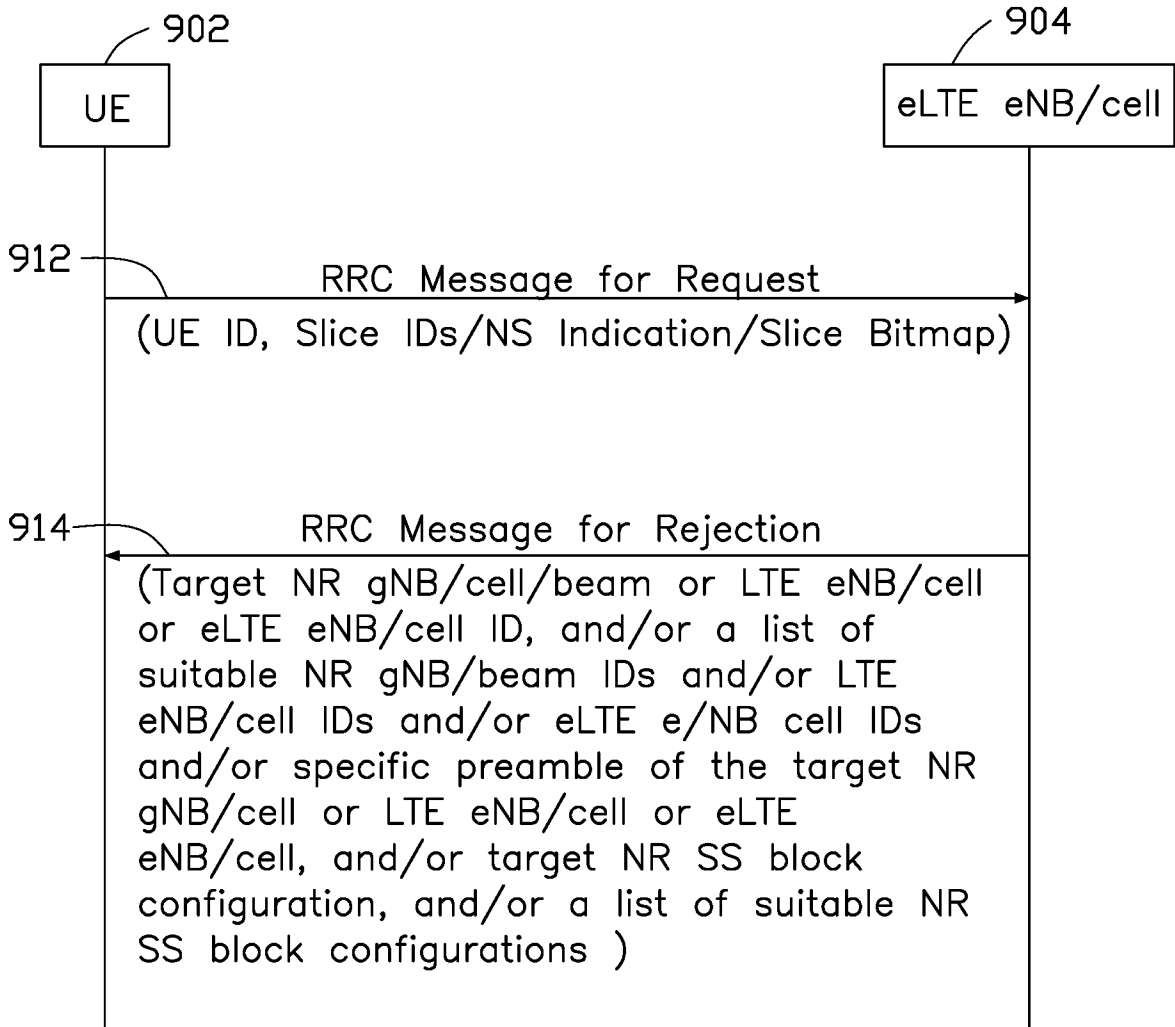 902
904
UE
eLTE eNB/cell
912
RRC Message for Request
(UE ID, Slice IDs/NS Indication/Slice Bitmap)
914
RRC Message for Rejection
(Target NR gNB/cell/beam or LTE eNB/cell
or eLTE eNB/cell ID, and/or a list of
suitable NR gNB/beam IDs and/or LTE
eNB/cell IDs and/or eLTE e/NB cell IDs
and/or specific preamble of the target NR
gNB/cell or LTE eNB/cell or eLTE
eNB/cell, and/or target NR SS block
configuration, and/or a list of suitable NR
SS block configurations )